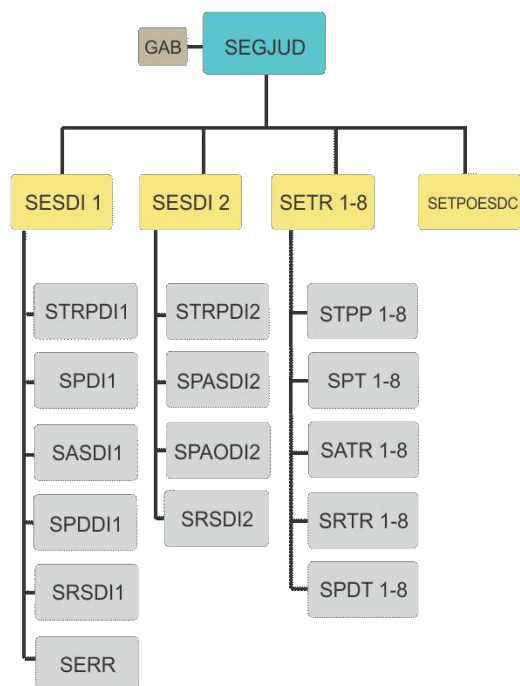 GAB
SEGJUD
SESDI 1
SESDI 2
SETR 1-8
SETPOESDC
STRPDI1
STRPDI2
STPP 1-8
SPDI1
SPASDI2
SPT 1-8
SASDI1
SPAODI2
SATR 1-8
SPDDI1
SRSDI2
SRTR 1-8
SRSDI1
SPDT 1-8
SERR